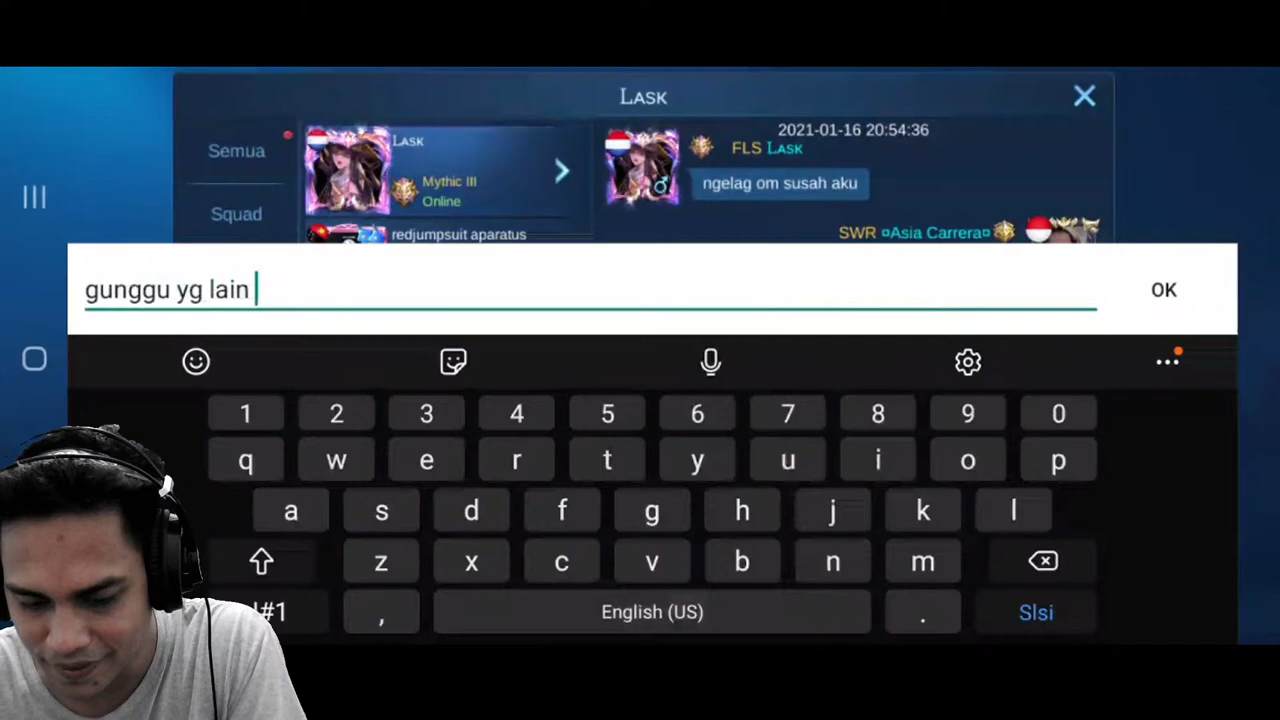 Lask
Semua
Squad
Lask
Mythic III
Online
redjumpsuit aparatus
2021-01-16 20:54:36
FLS Lask
ngelag om susah aku
SWR ¤Asia Carrera¤
gunggu yg lain
OK
1 2 3 4 5 6 7 8 9 0
q w e r t y u i o p
a s d f g h j k l
z x c v b n m
!#1 , English (US) . Slsi